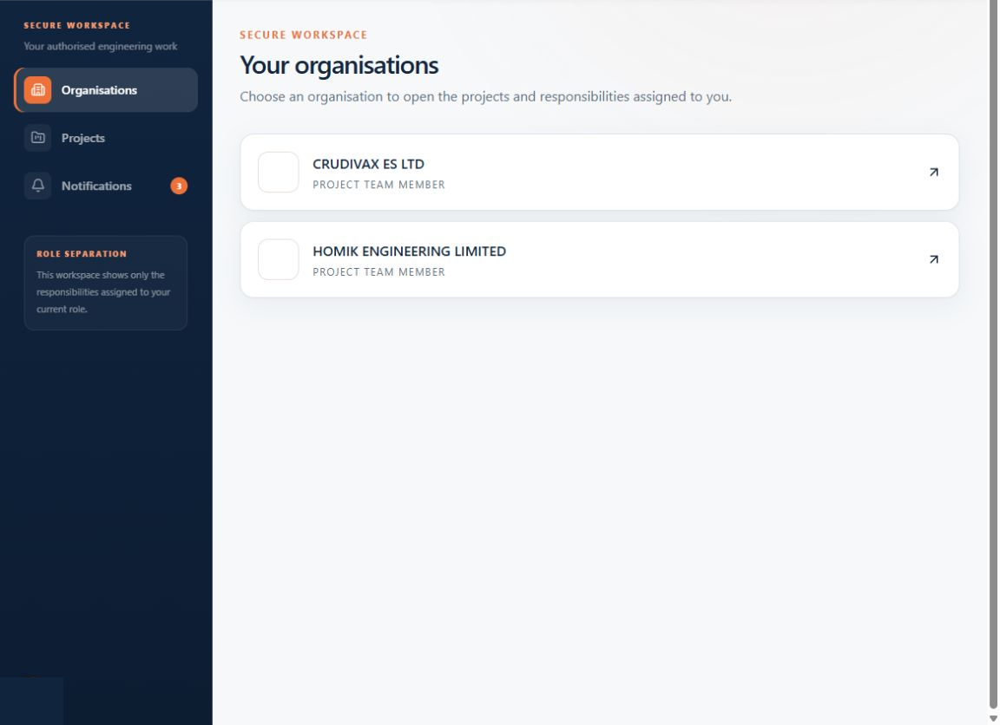 SECURE WORKSPACE
Your authorised engineering work
Organisations
Projects
Notifications 3
ROLE SEPARATION
This workspace shows only the
responsibilities assigned to your
current role.
SECURE WORKSPACE
Your organisations
Choose an organisation to open the projects and responsibilities assigned to you.
CRUDIVAX ES LTD
PROJECT TEAM MEMBER
HOMIK ENGINEERING LIMITED
PROJECT TEAM MEMBER